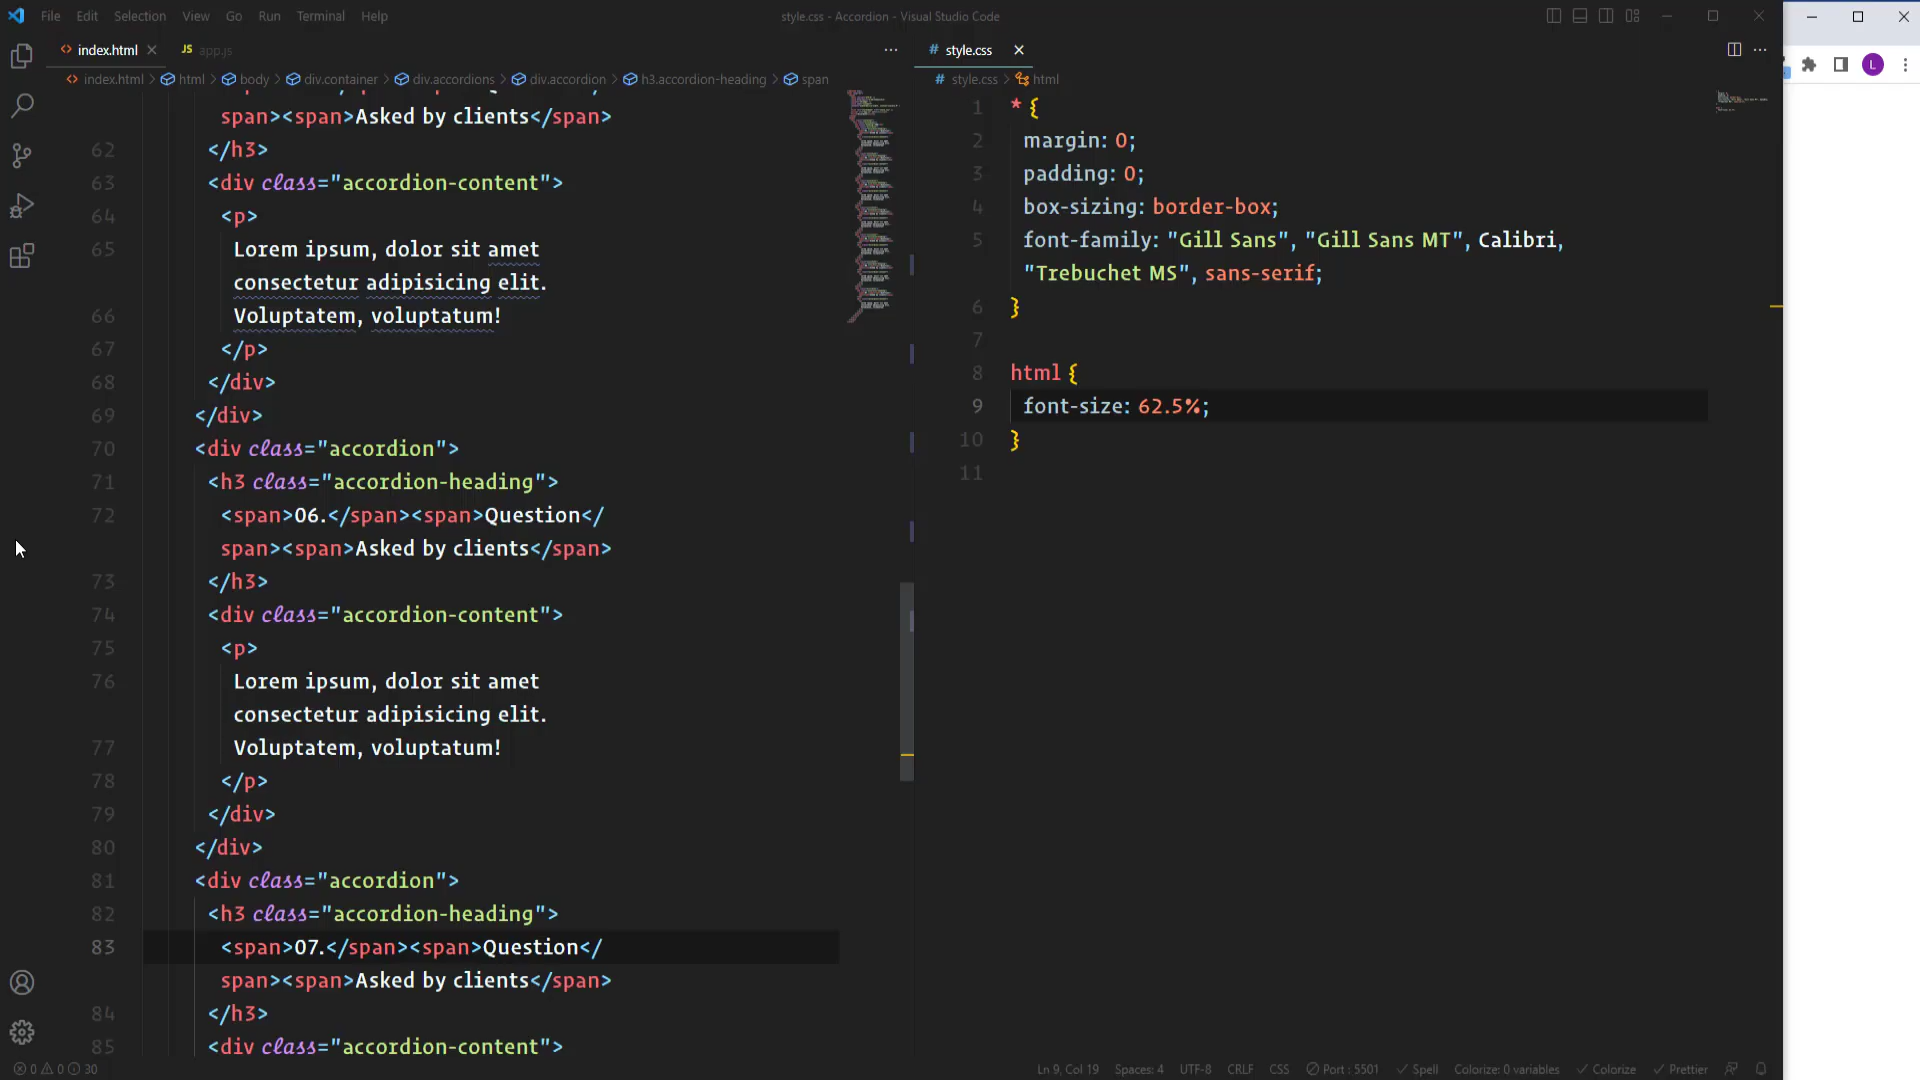 File Edit Selection View Go Run Terminal Help
style.css - Accordion - Visual Studio Code
index.html
JS app.js
# style.css
index.html > html > body > div.container > div.accordions > div.accordion > h3.accordion-heading > span
# style.css > html
span><span>Asked by clients</span>
62 </h3>
63 <div class="accordion-content">
64 <p>
65 Lorem ipsum, dolor sit amet
consectetur adipisicing elit.
66 Voluptatem, voluptatum!
67 </p>
68 </div>
69 </div>
70 <div class="accordion">
71 <h3 class="accordion-heading">
72 <span>06.</span><span>Question</
span><span>Asked by clients</span>
73 </h3>
74 <div class="accordion-content">
75 <p>
76 Lorem ipsum, dolor sit amet
consectetur adipisicing elit.
77 Voluptatem, voluptatum!
78 </p>
79 </div>
80 </div>
81 <div class="accordion">
82 <h3 class="accordion-heading">
83 <span>07.</span><span>Question</
span><span>Asked by clients</span>
84 </h3>
85 <div class="accordion-content">
1 * {
2 margin: 0;
3 padding: 0;
4 box-sizing: border-box;
5 font-family: "Gill Sans", "Gill Sans MT", Calibri,
"Trebuchet MS", sans-serif;
6 }
7
8 html {
9 font-size: 62.5%;
10 }
11
L
0 0 30
Ln 9, Col 19 Spaces: 4 UTF-8 CRLF CSS Port : 5501 Spell Colorize: 0 variables Colorize Prettier